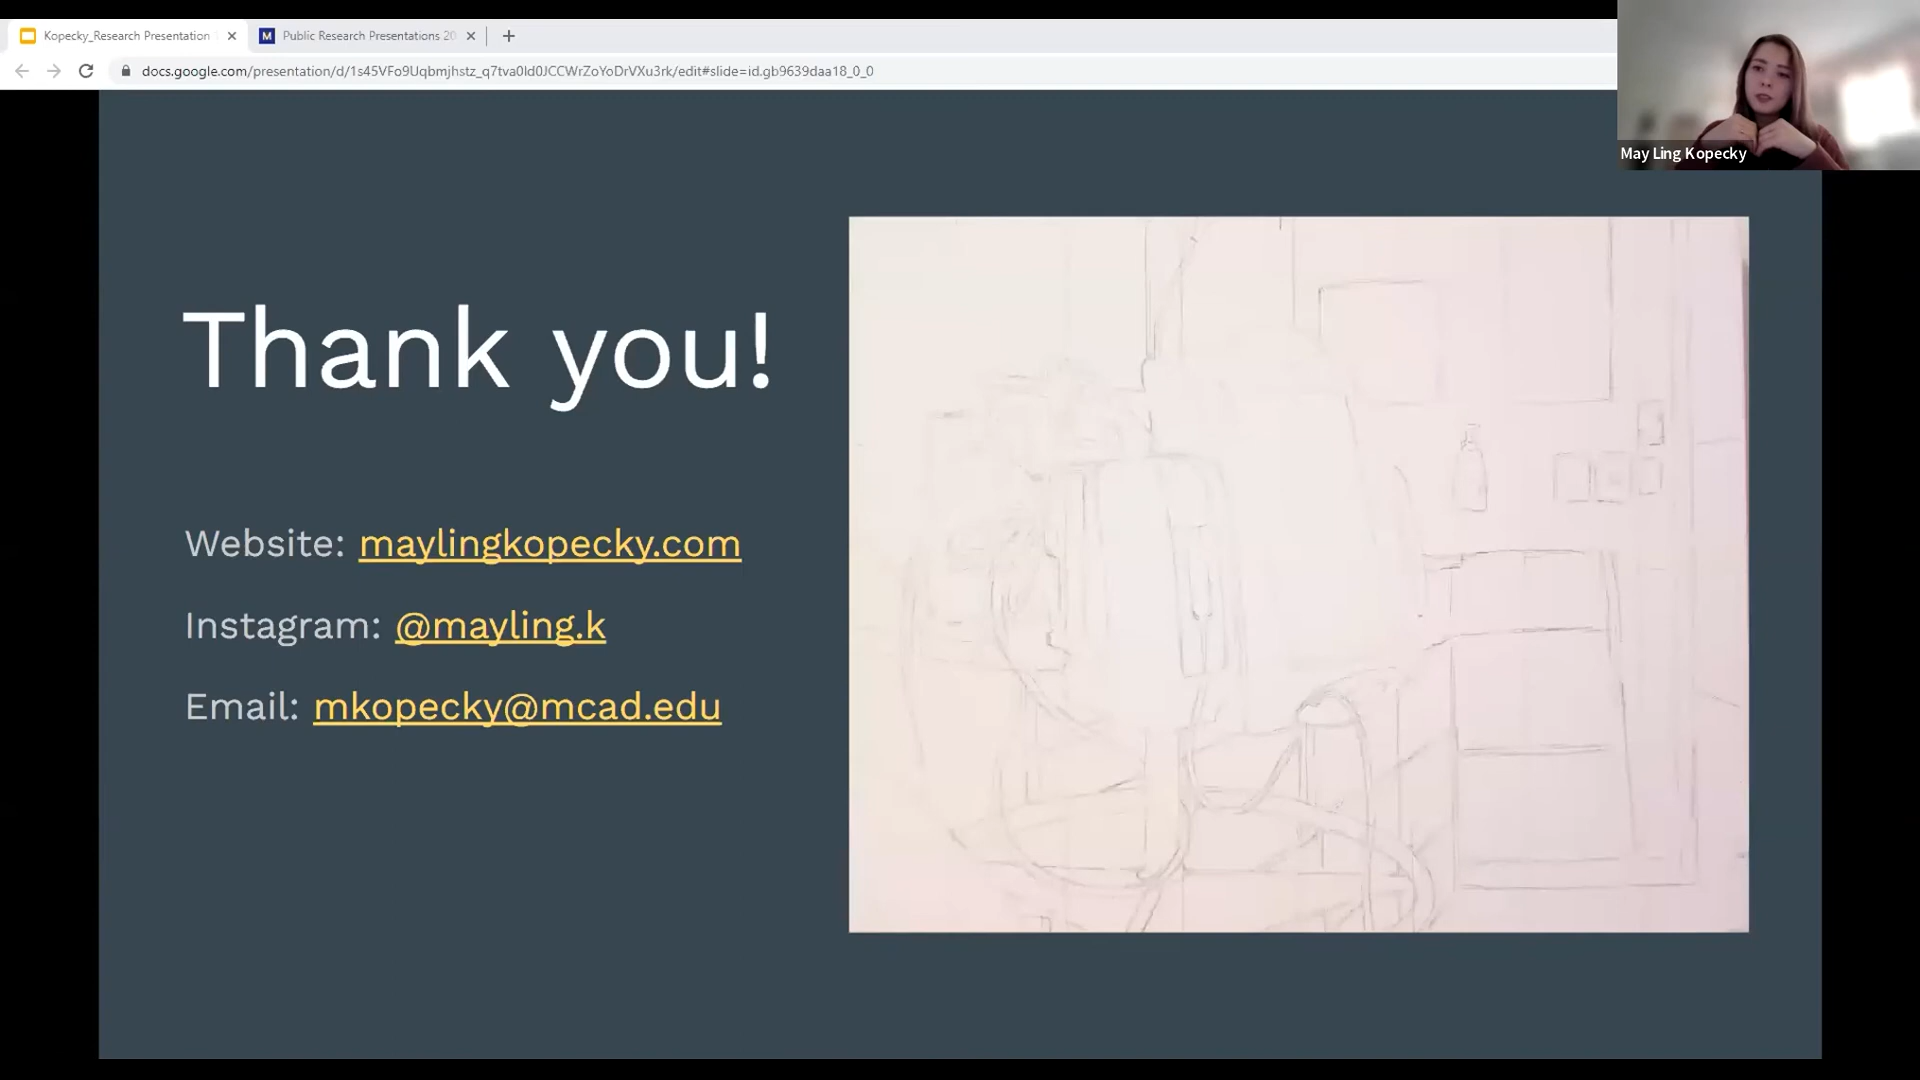 Kopecky_Research Presentation
Public Research Presentations 20
docs.google.com/presentation/d/1s45VFo9Uqbmjhstz_q7tva0ld0JCCWrZoYoDrVXu3rk/edit#slide=id.gb9639daa18_0_0
May Ling Kopecky
Thank you!
Website: maylingkopecky.com
Instagram: @mayling.k
Email: mkopecky@mcad.edu